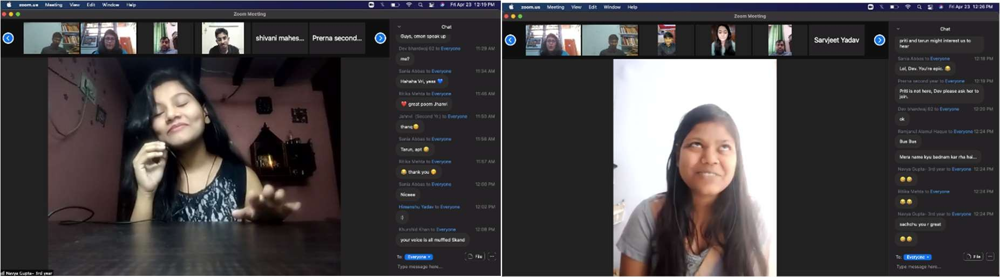 zoom.us Meeting View Edit Window Help
Fri Apr 23 12:19 PM
Zoom Meeting
shivani mahes...
Prerna second...
Chat
Guys, cmon speak up
Dev bhardwaj 62 to Everyone 11:29 AM
me?
Sania Abbas to Everyone 11:34 AM
Hahaha Vri, yess 💙
Ritika Mehta to Everyone 11:46 AM
❤️ great poem Jhanvi
Jahnvi (Second Yr.) to Everyone 11:50 AM
thanq😊
Sania Abbas to Everyone 11:56 AM
Tarun, apt
Ritika Mehta to Everyone 11:57 AM
😂 thank you
Sania Abbas to Everyone 12:00 PM
Niceee
Himanshu Yadav to Everyone 12:02 PM
:)
Khurshid Khan to Everyone 12:08 PM
your voice is all muffled Skand
To: Everyone File ...
Type message here...
Navya Gupta- 3rd year
zoom.us Meeting View Edit Window Help
Fri Apr 23 12:26 PM
Zoom Meeting
Sarvjeet Yadav
Chat
priti and tarun might interest us to
hear
Sania Abbas to Everyone 12:18 PM
Lol, Dev. You're epic. 😂
Prerna second year to Everyone 12:19 PM
Priti is not here, Dev please ask her to
join.
Dev bhardwaj 62 to Everyone 12:20 PM
ok
Ramjanul Alamul Haque to Everyone 12:24 PM
Bus Bus
Mera name kyu badnam kar rha hai...
Navya Gupta- 3rd year to Everyone 12:24 PM
🤣🤣
Ritika Mehta to Everyone 12:24 PM
😂😂
Navya Gupta- 3rd year to Everyone 12:24 PM
sachchu you r great
🤣🤣
To: Everyone File ...
Type message here...